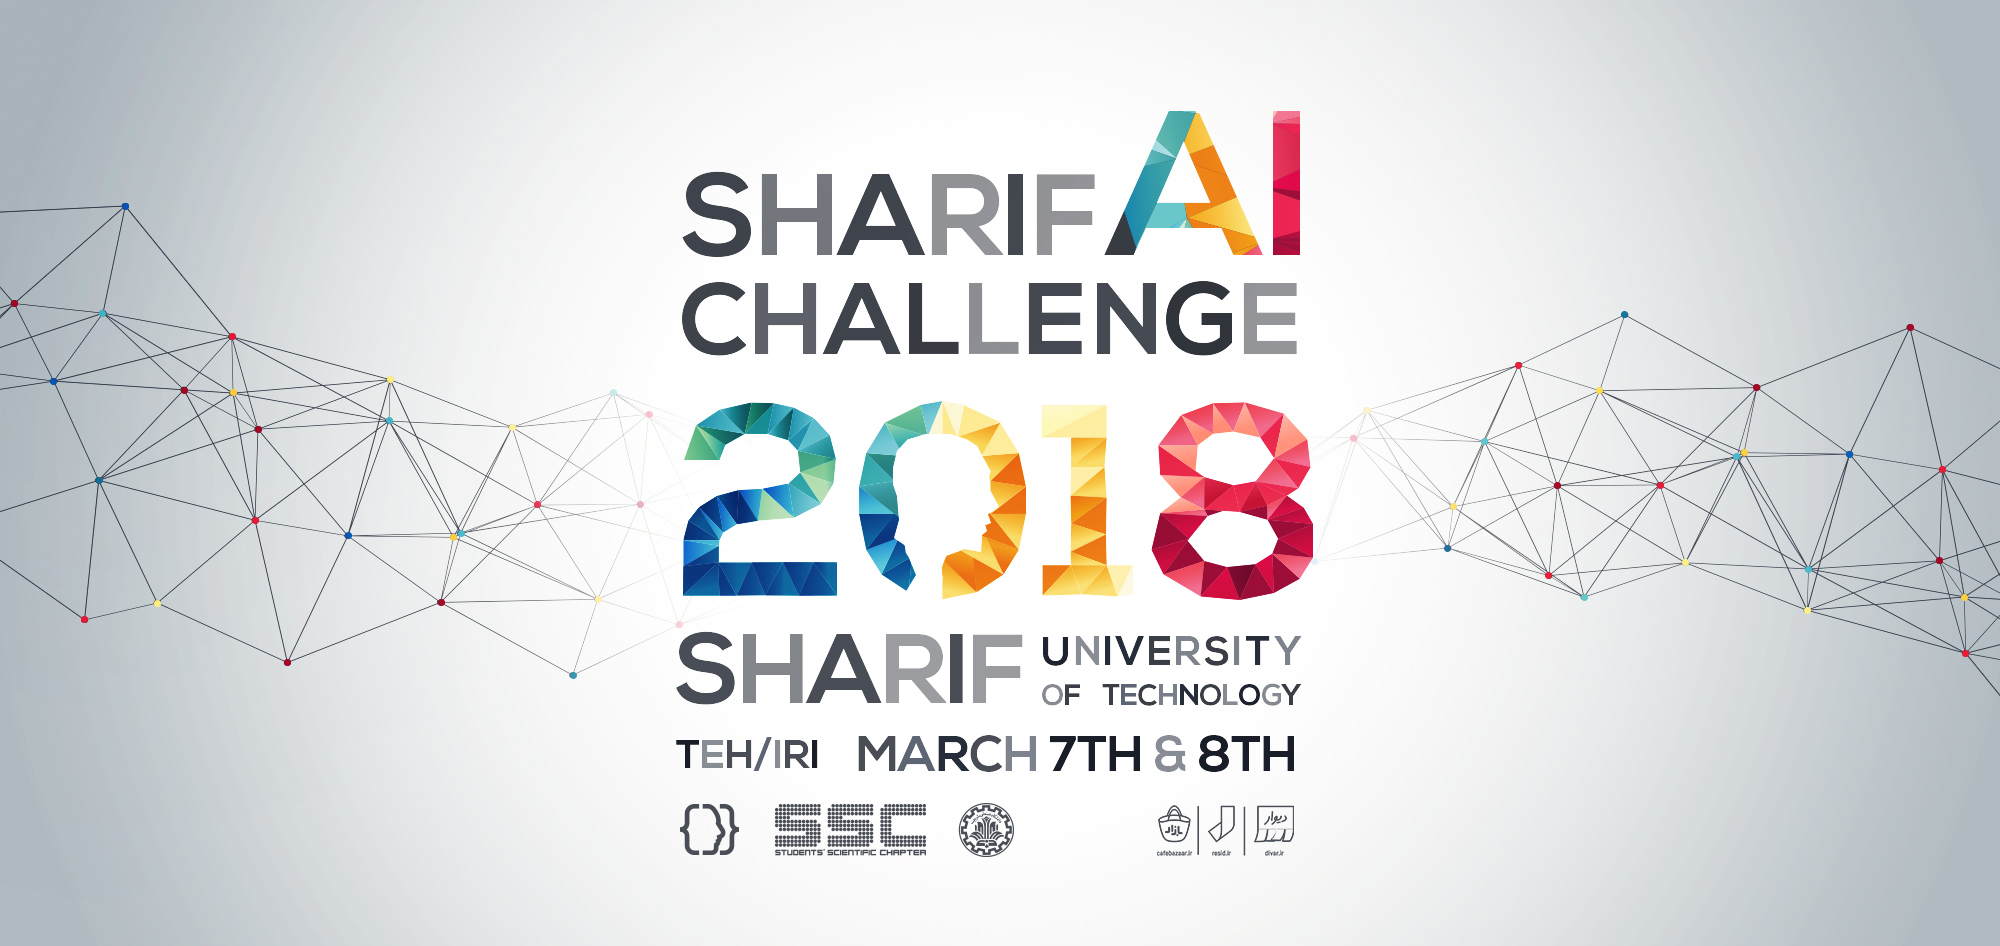 SHARIF AI
CHALLENGE
2018
SHARIF UNIVERSITY
OF TECHNOLOGY
TEH/IRI MARCH 7TH & 8TH
SSC
STUDENTS' SCIENTIFIC CHAPTER
بازار
دیوار
cafebazaar.ir resid.ir divar.ir